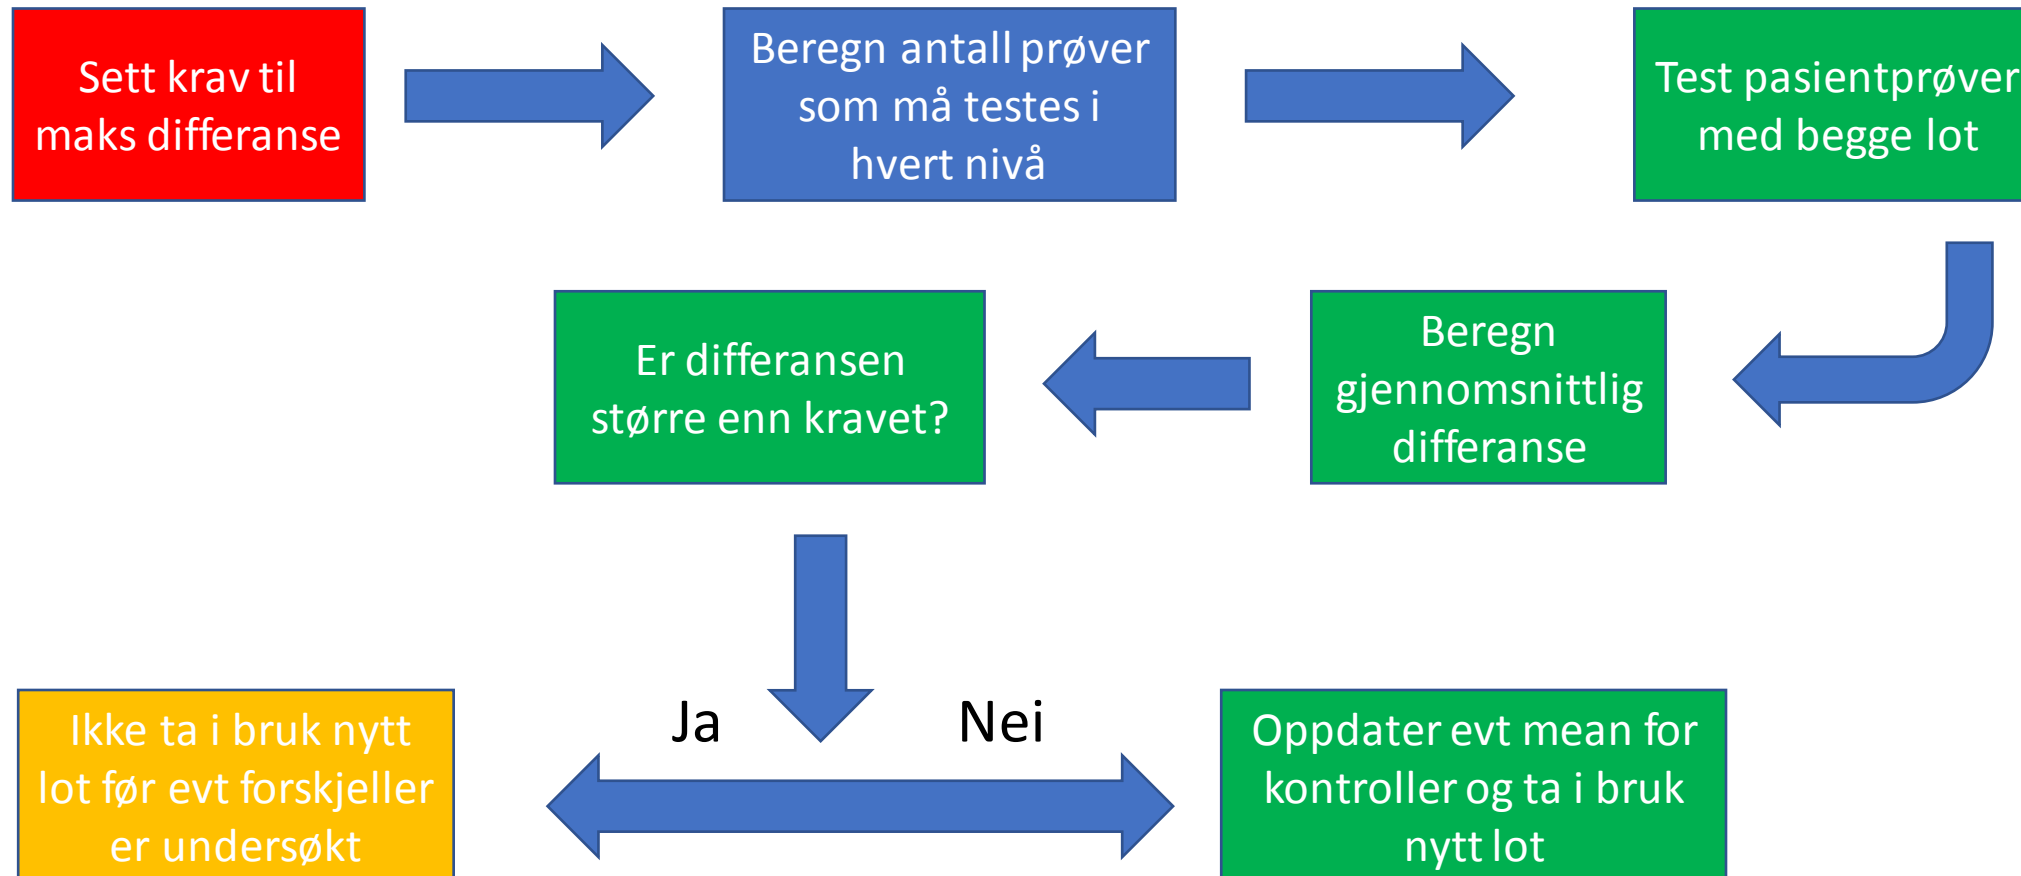 Sett krav til
maks differanse
Beregn antall prøver
som må testes i
hvert nivå
Test pasientprøver
med begge lot
Beregn
gjennomsnittlig
differanse
Er differansen
større enn kravet?
Ja
Nei
Ikke ta i bruk nytt
lot før evt forskjeller
er undersøkt
Oppdater evt mean for
kontroller og ta i bruk
nytt lot